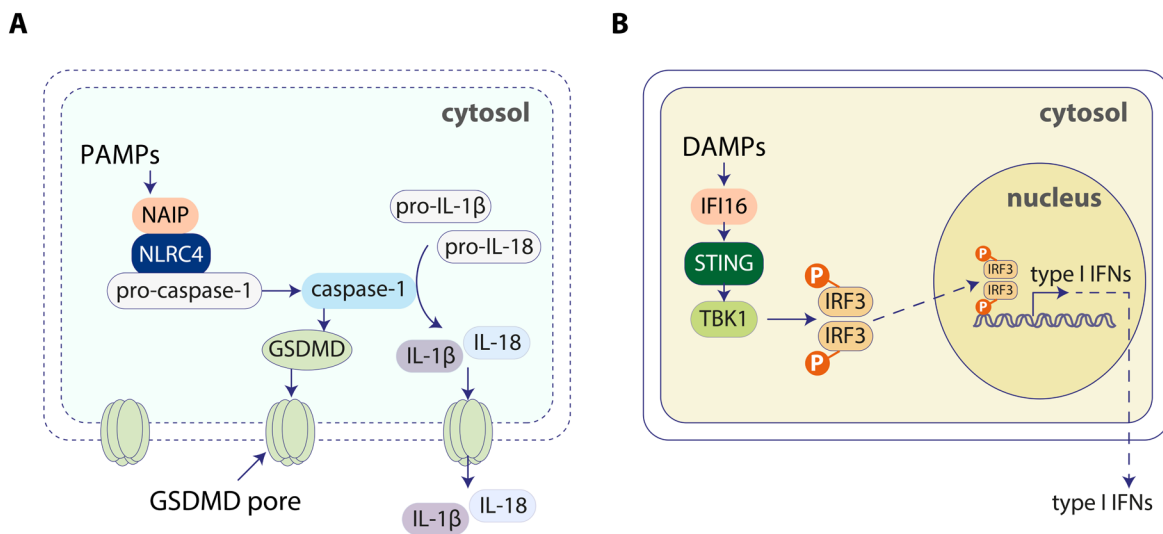 A
cytosol
PAMPs
NAIP
NLRC4
pro-caspase-1
caspase-1
pro-IL-1β
pro-IL-18
GSDMD
IL-1β
IL-18
GSDMD pore
IL-1β
IL-18
B
cytosol
DAMPs
IFI16
STING
TBK1
P
IRF3
IRF3
P
nucleus
P
IRF3
IRF3
P
type I IFNs
type I IFNs